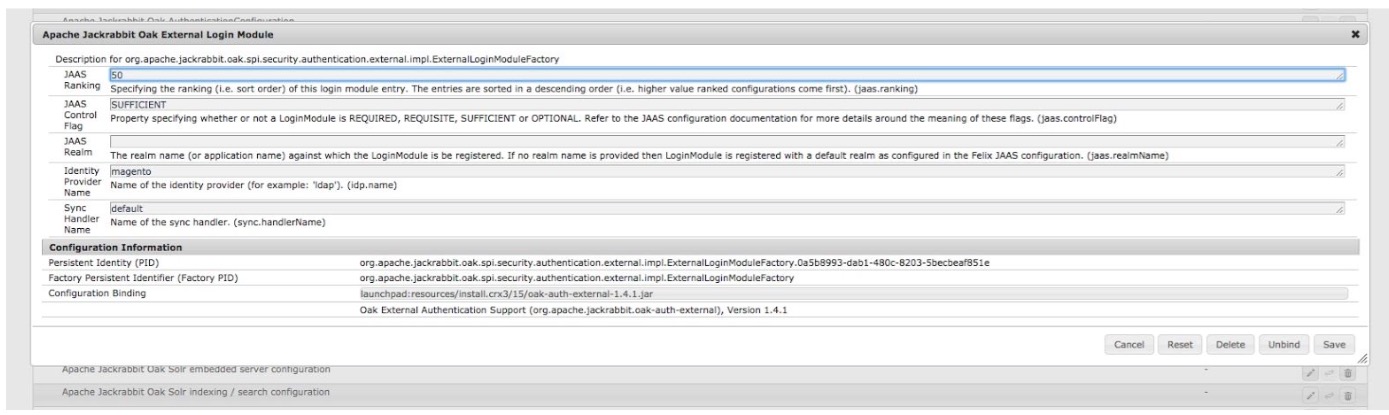 Apache Jackrabbit Oak AuthenticationConfiguration
Apache Jackrabbit Oak External Login Module
Description for org.apache.jackrabbit.oak.spi.security.authentication.external.impl.ExternalLoginModuleFactory
JAAS Ranking
50
Specifying the ranking (i.e. sort order) of this login module entry. The entries are sorted in a descending order (i.e. higher value ranked configurations come first). (jaas.ranking)
JAAS Control Flag
SUFFICIENT
Property specifying whether or not a LoginModule is REQUIRED, REQUISITE, SUFFICIENT or OPTIONAL. Refer to the JAAS configuration documentation for more details around the meaning of these flags. (jaas.controlFlag)
JAAS Realm
The realm name (or application name) against which the LoginModule is be registered. If no realm name is provided then LoginModule is registered with a default realm as configured in the Felix JAAS configuration. (jaas.realmName)
Identity Provider Name
magento
Name of the identity provider (for example: 'ldap'). (idp.name)
Sync Handler Name
default
Name of the sync handler. (sync.handlerName)
Configuration Information
Persistent Identity (PID) org.apache.jackrabbit.oak.spi.security.authentication.external.impl.ExternalLoginModuleFactory.0a5b8993-dab1-480c-8203-5becbeaf851e
Factory Persistent Identifier (Factory PID) org.apache.jackrabbit.oak.spi.security.authentication.external.impl.ExternalLoginModuleFactory
Configuration Binding launchpad:resources/install.crx3/15/oak-auth-external-1.4.1.jar
Oak External Authentication Support (org.apache.jackrabbit.oak-auth-external), Version 1.4.1
Cancel Reset Delete Unbind Save
Apache Jackrabbit Oak Solr embedded server configuration -
Apache Jackrabbit Oak Solr indexing / search configuration -